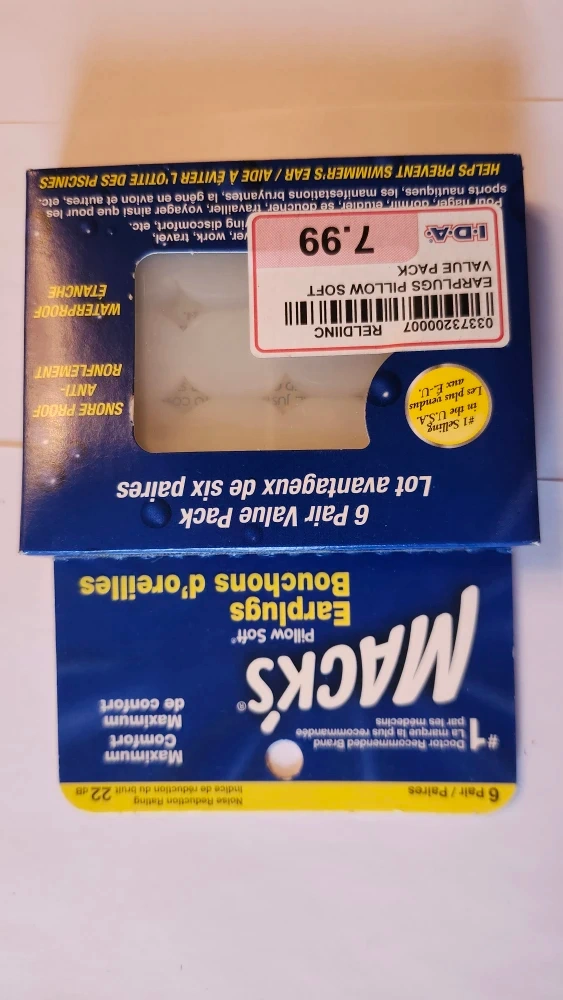 6 Pair / Paires
Noise Reduction Rating
Indice de réduction du bruit 22 dB
#1 Doctor Recommended Brand
La marque la plus recommandée
par les médecins
Maximum
Comfort
Maximum
de confort
MACK'S®
Pillow Soft®
Earplugs
Bouchons d'oreilles
6 Pair Value Pack
Lot avantageux de six paires
#1 Selling
in the U.S.A.
Les plus vendus
aux E.-U.
SNORE PROOF
ANTI-
RONFLEMENT
WATERPROOF
ÉTANCHE
03373200007 RELDIINC
EARPLUGS PILLOW SOFT
VALUE PACK
I·D·A 7.99
work, travel,
discomfort, etc.
Pour nager, dormir, étudier, se doucher, travailler, voyager ainsi que pour les
sports nautiques, les manifestations bruyantes, la gêne en avion et autres, etc.
HELPS PREVENT SWIMMER'S EAR / AIDE À ÉVITER L'OTITE DES PISCINES